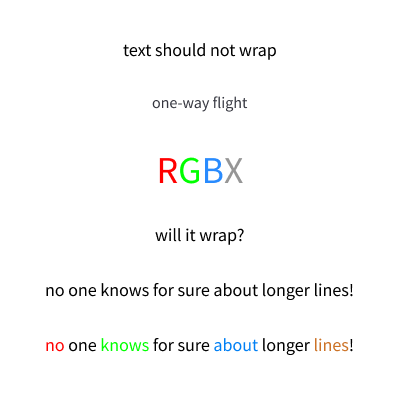 text should not wrap
one-way flight
RGBX
will it wrap?
no one knows for sure about longer lines!
no one knows for sure about longer lines!